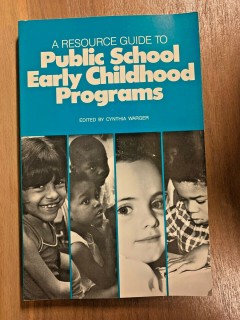 A RESOURCE GUIDE TO
Public School
Early Childhood
Programs
EDITED BY CYNTHIA WARGER